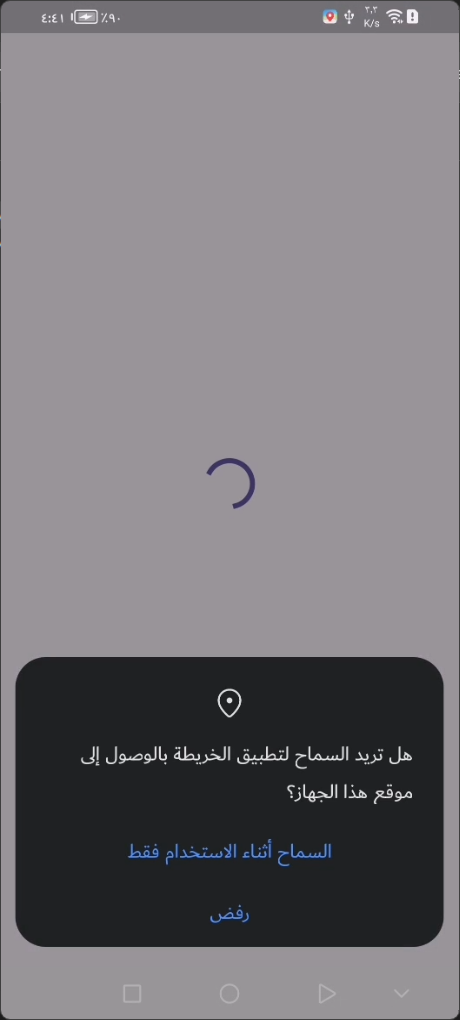 ٤:٤١
٪٩٠
٣٫٣
K/s
هل تريد السماح لتطبيق الخريطة بالوصول إلى
موقع هذا الجهاز؟
السماح أثناء الاستخدام فقط
رفض